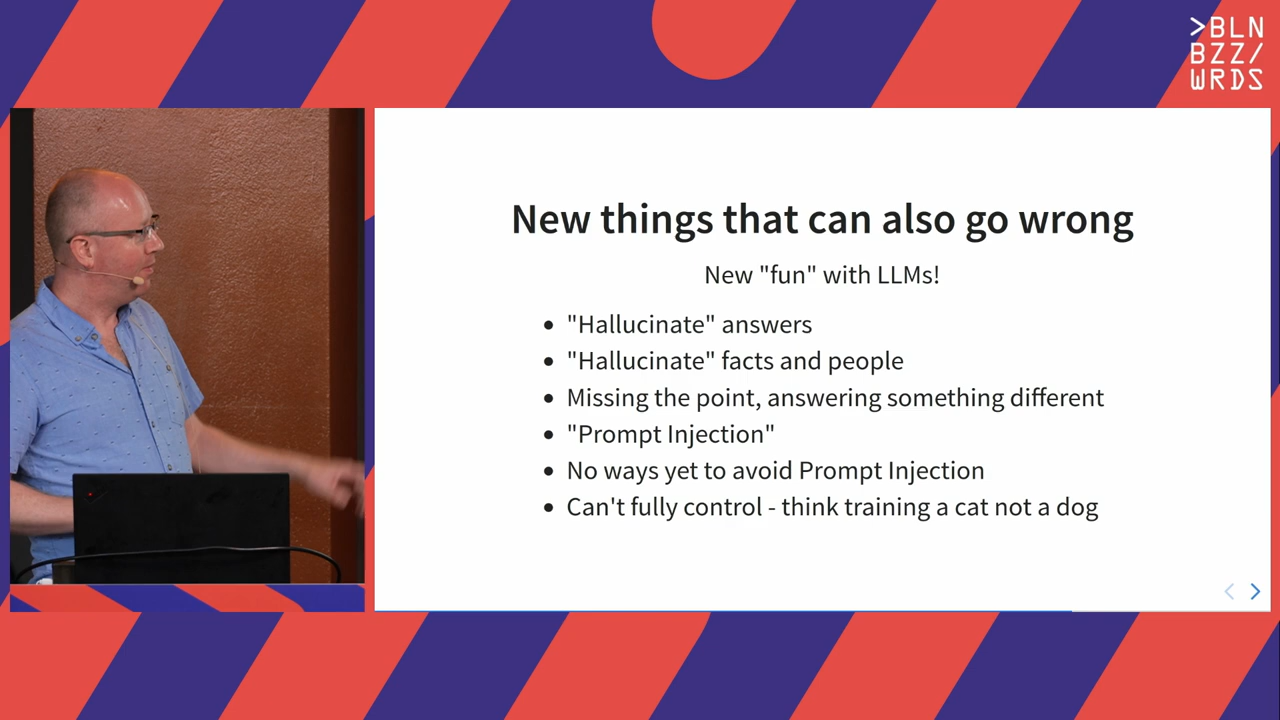 >BLN
BZZ/
WRDS
New things that can also go wrong
New "fun" with LLMs!
"Hallucinate" answers
"Hallucinate" facts and people
Missing the point, answering something different
"Prompt Injection"
No ways yet to avoid Prompt Injection
Can't fully control - think training a cat not a dog